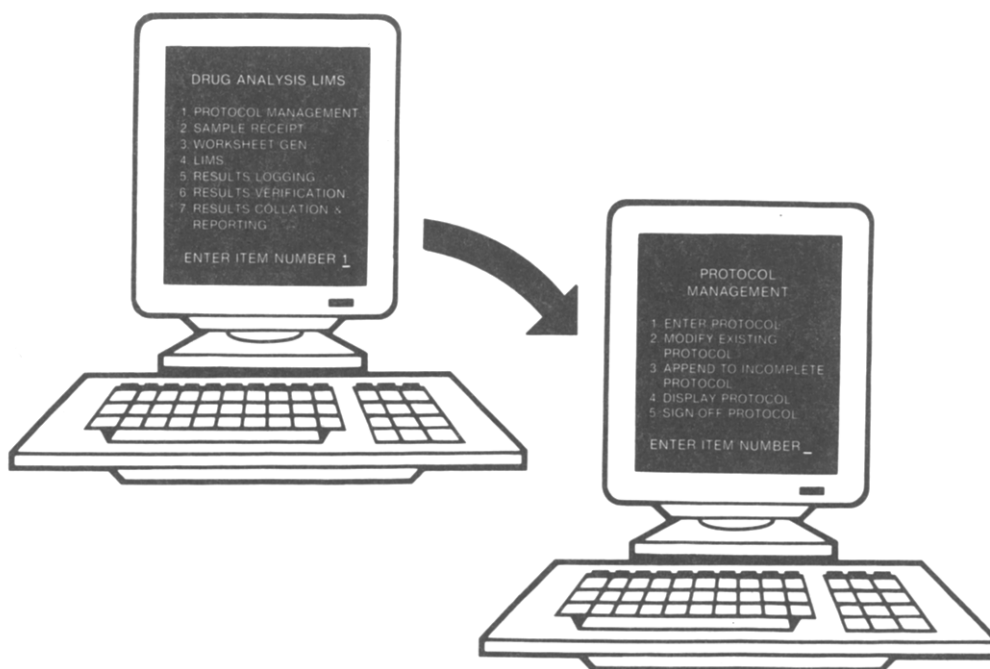 DRUG ANALYSIS LIMS
1. PROTOCOL MANAGEMENT
2. SAMPLE RECEIPT
3. WORKSHEET GEN
4. LIMS
5. RESULTS LOGGING
6. RESULTS VERIFICATION
7. RESULTS COLLATION &
REPORTING
ENTER ITEM NUMBER 1
PROTOCOL
MANAGEMENT
1. ENTER PROTOCOL
2. MODIFY EXISTING
PROTOCOL
3. APPEND TO INCOMPLETE
PROTOCOL
4. DISPLAY PROTOCOL
5. SIGN OFF PROTOCOL
ENTER ITEM NUMBER _